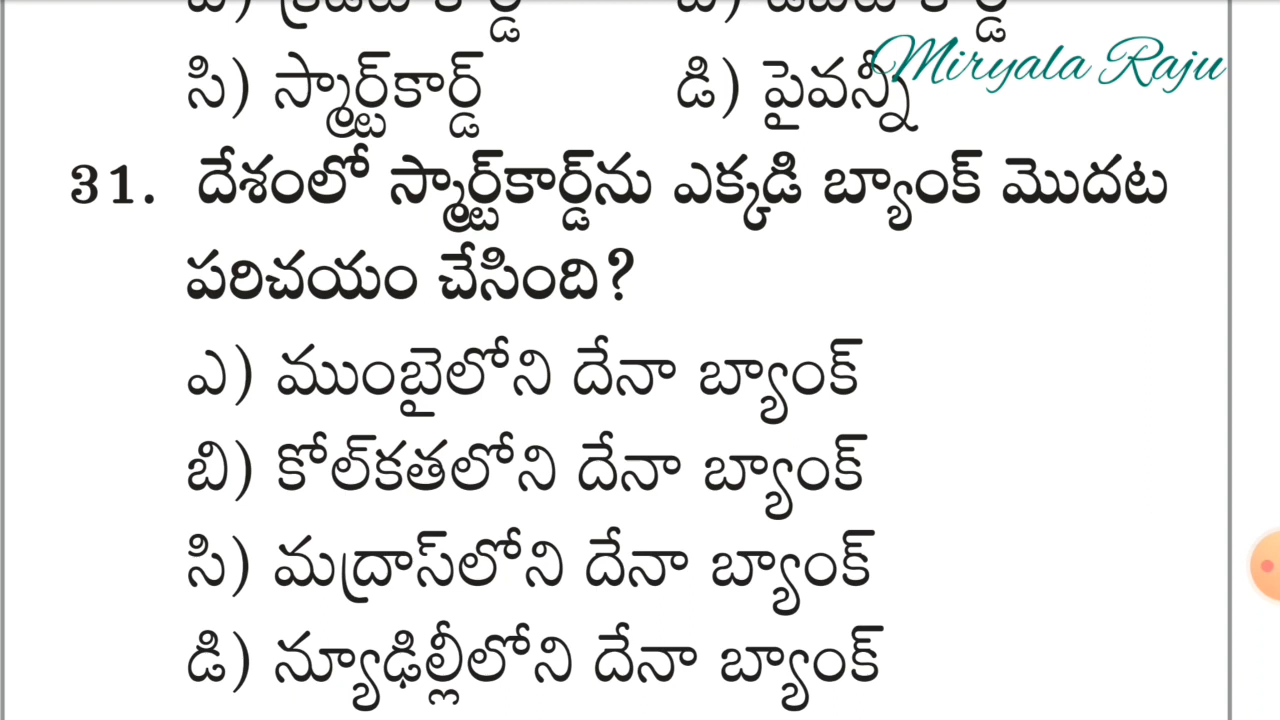 సి) స్మార్ట్‌కార్డ్ డి) పైవన్నీ
Miryala Raju
31. దేశంలో స్మార్ట్‌కార్డ్‌ను ఎక్కడి బ్యాంక్ మొదట
పరిచయం చేసింది?
ఎ) ముంబైలోని దేనా బ్యాంక్
బి) కోల్‌కతలోని దేనా బ్యాంక్
సి) మద్రాస్‌లోని దేనా బ్యాంక్
డి) న్యూఢిల్లీలోని దేనా బ్యాంక్